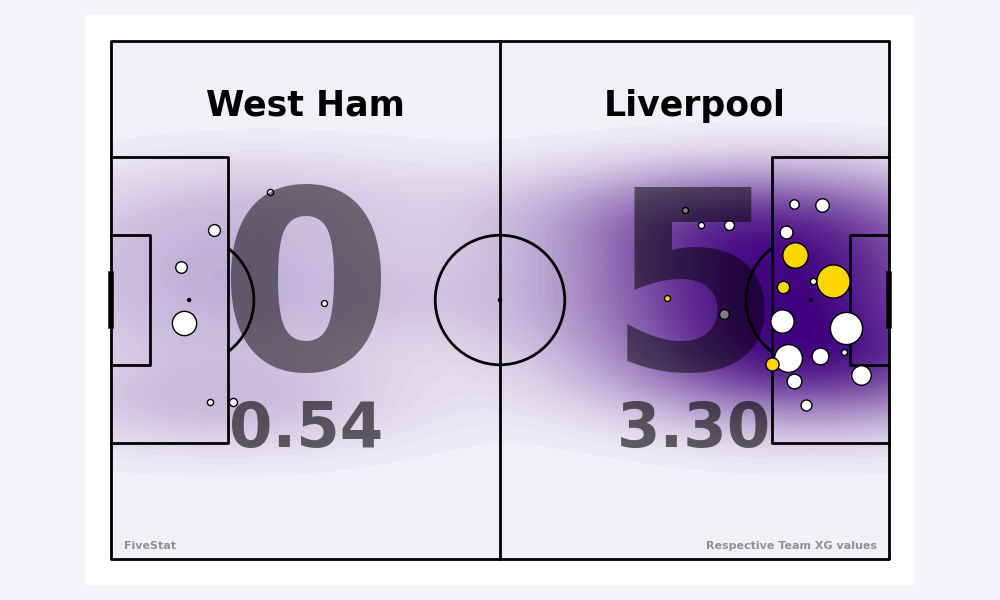 West Ham
Liverpool
0
5
0.54
3.30
FiveStat
Respective Team XG values